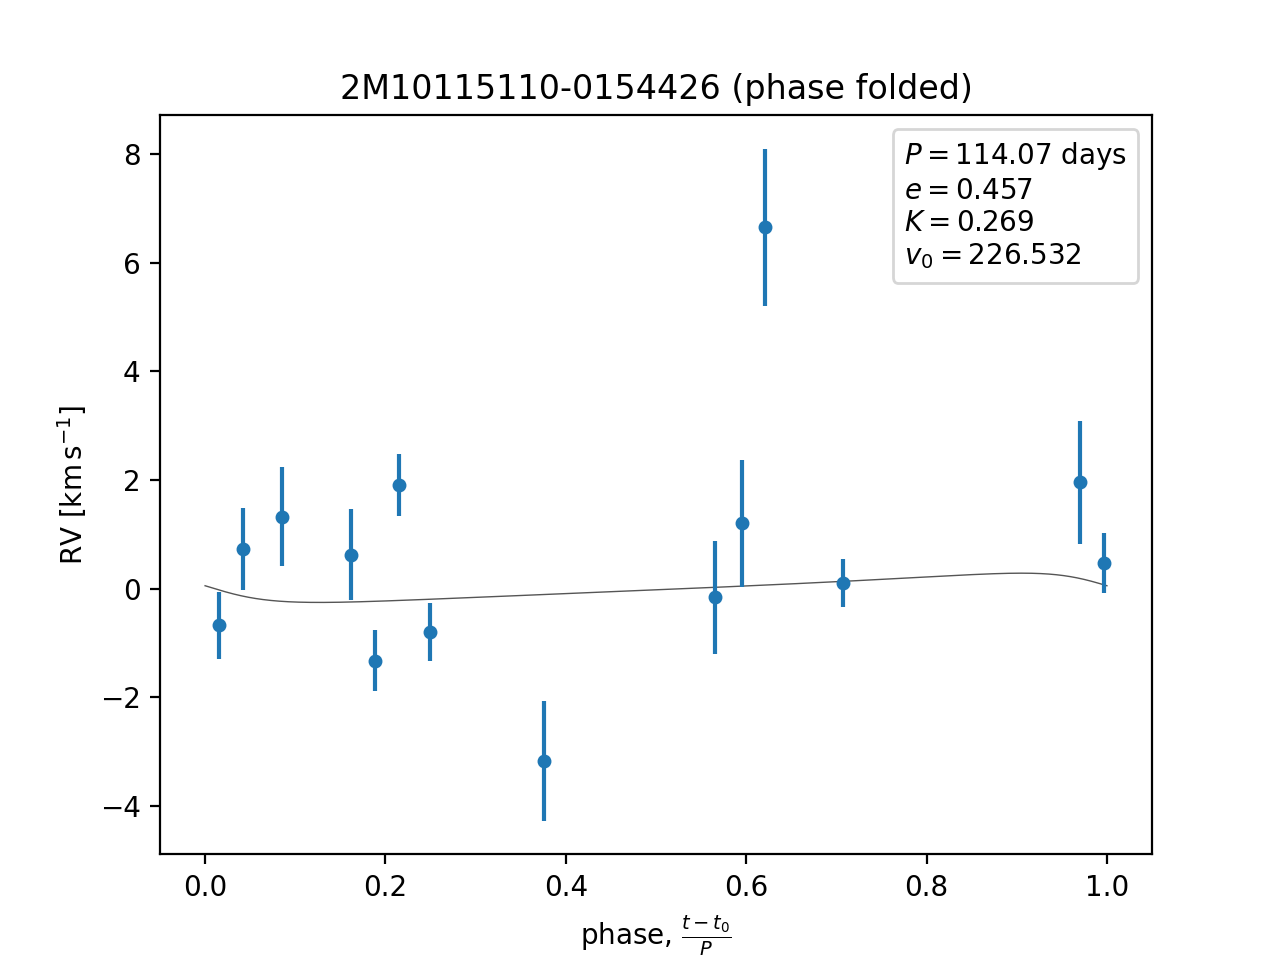 2M10115110-0154426 (phase folded)
P = 114.07 days
e = 0.457
K = 0.269
v₀ = 226.532
8
6
4
2
0
−2
−4
RV [km s⁻¹]
0.0 0.2 0.4 0.6 0.8 1.0
phase, (t − t₀)/P